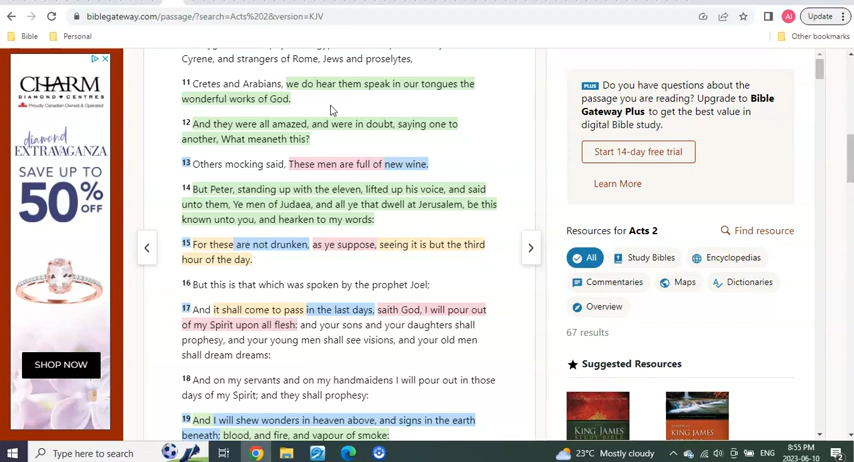 biblegateway.com/passage/?search=Acts%202&version=KJV
AI
Update
Bible
Personal
Other bookmarks
CHARM
DIAMOND CENTRES
Proudly Canadian Owned & Operated
diamond
EXTRAVAGANZA
SAVE UP TO
50%
OFF
SHOP NOW
Cyrene, and strangers of Rome, Jews and proselytes,
11 Cretes and Arabians, we do hear them speak in our tongues the
wonderful works of God.
12 And they were all amazed, and were in doubt, saying one to
another, What meaneth this?
13 Others mocking said, These men are full of new wine.
14 But Peter, standing up with the eleven, lifted up his voice, and said
unto them, Ye men of Judaea, and all ye that dwell at Jerusalem, be this
known unto you, and hearken to my words:
15 For these are not drunken, as ye suppose, seeing it is but the third
hour of the day.
16 But this is that which was spoken by the prophet Joel;
17 And it shall come to pass in the last days, saith God, I will pour out
of my Spirit upon all flesh: and your sons and your daughters shall
prophesy, and your young men shall see visions, and your old men
shall dream dreams:
18 And on my servants and on my handmaidens I will pour out in those
days of my Spirit; and they shall prophesy:
19 And I will shew wonders in heaven above, and signs in the earth
beneath; blood, and fire, and vapour of smoke:
PLUS Do you have questions about the
passage you are reading? Upgrade to Bible
Gateway Plus to get the best value in
digital Bible study.
Start 14-day free trial
Learn More
Resources for Acts 2
Find resource
All
Study Bibles
Encyclopedias
Commentaries
Maps
Dictionaries
Overview
67 results
Suggested Resources
KING JAMES
KING JAMES
Type here to search
23°C Mostly cloudy
ENG
8:55 PM
2023-06-10
2